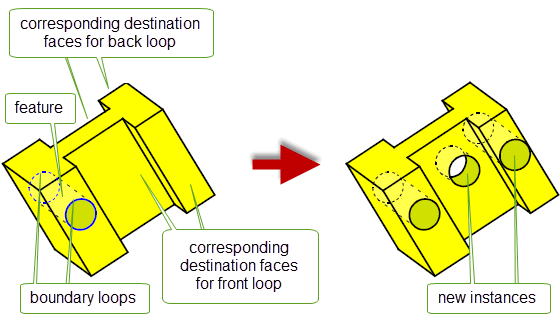 corresponding destination
faces for back loop
feature
corresponding
destination faces
for front loop
boundary loops
new instances